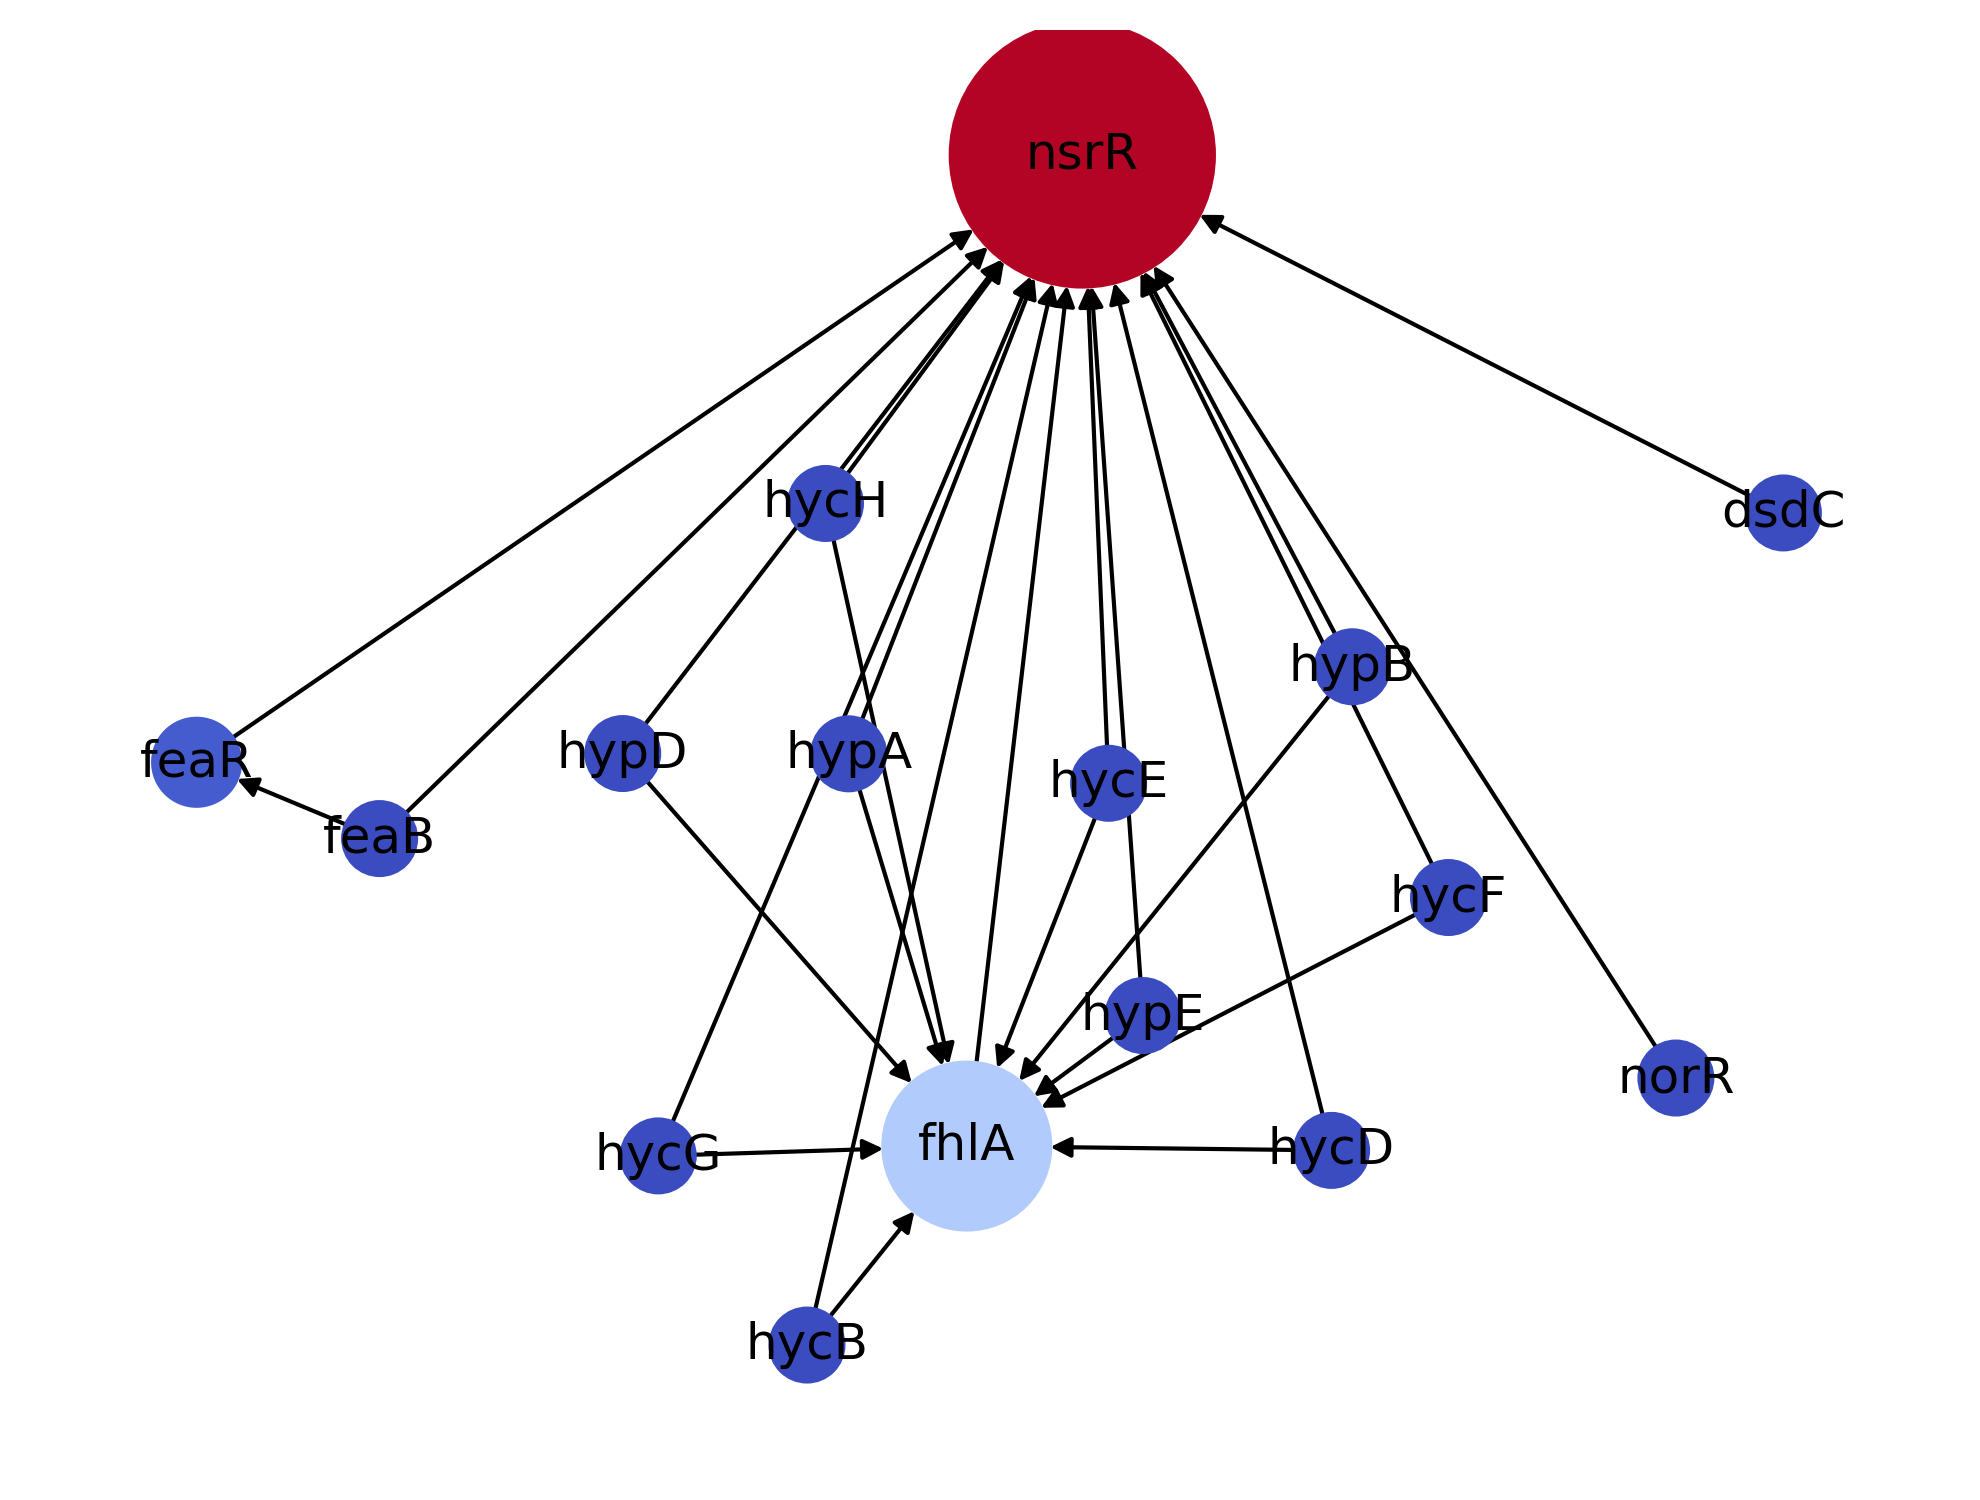 nsrR
hycH
dsdC
hypB
feaR
hypD
hypA
hycE
feaB
hycF
hypE
norR
hycG
fhlA
hycD
hycB